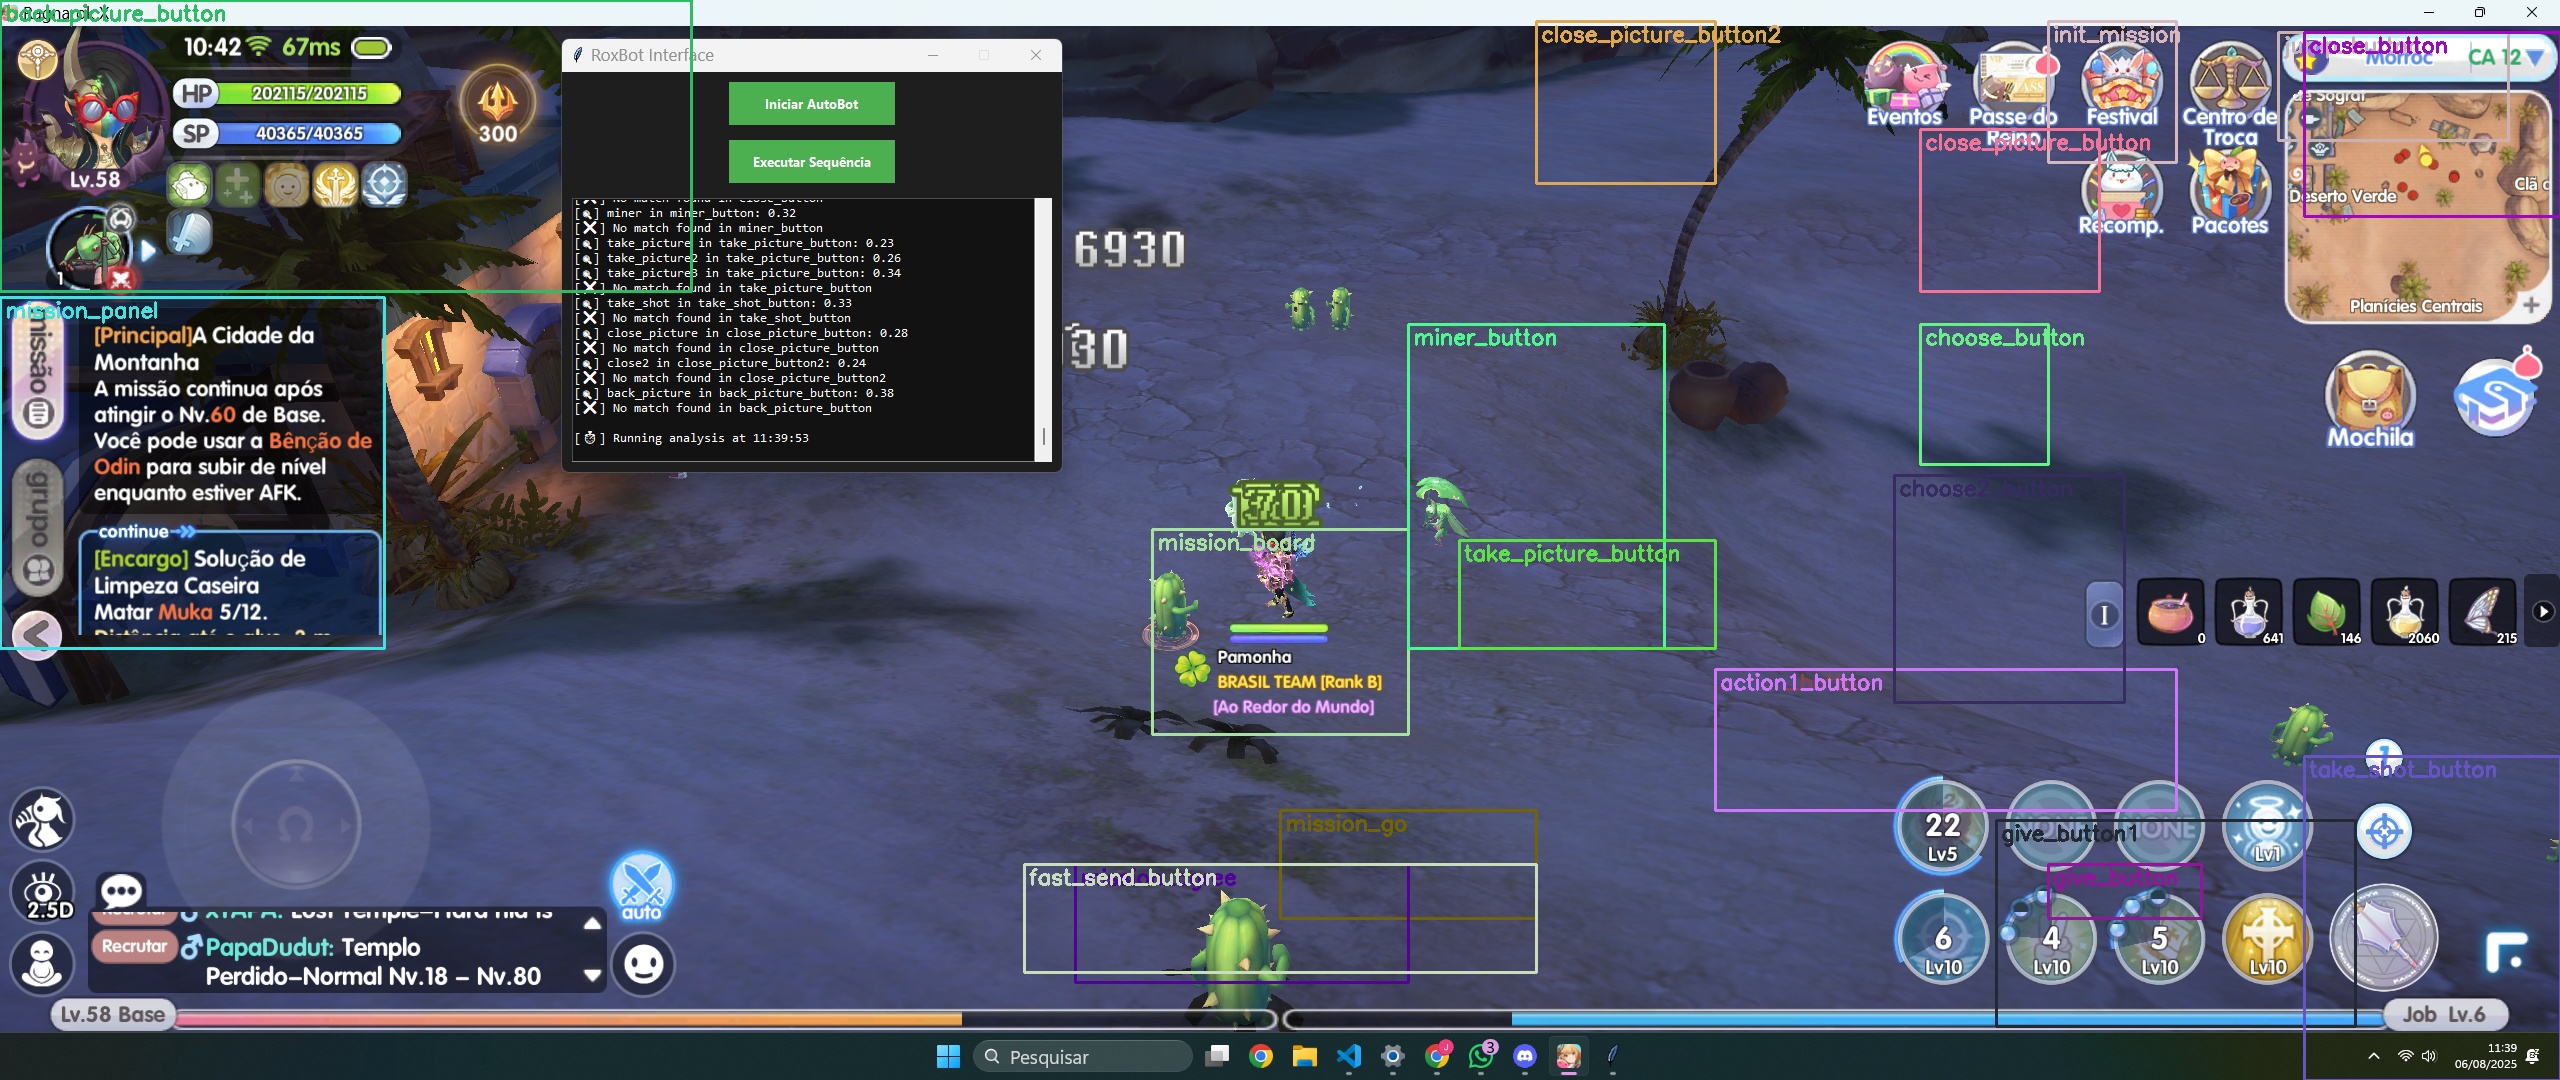 back_picture_button
10:42
67ms
HP 202115/202115
SP 40365/40365
300
Lv.58
1
RoxBot Interface
Iniciar AutoBot
Executar Sequência
[🔍] miner in miner_button: 0.32
[❌] No match found in miner_button
[🔍] take_picture in take_picture_button: 0.23
[🔍] take_picture2 in take_picture_button: 0.26
[🔍] take_picture3 in take_picture_button: 0.34
[❌] No match found in take_picture_button
[🔍] take_shot in take_shot_button: 0.33
[❌] No match found in take_shot_button
[🔍] close_picture in close_picture_button: 0.28
[❌] No match found in close_picture_button
[🔍] close2 in close_picture_button2: 0.24
[❌] No match found in close_picture_button2
[🔍] back_picture in back_picture_button: 0.38
[❌] No match found in back_picture_button
[⏱] Running analysis at 11:39:53
6930
30
close_picture_button2
init_mission
close_button
Morroc
CA 12
Eventos
Passe do
Reino
Festival
Centro de
Troca
close_picture_button
Recomp.
Pacotes
de Sograt
Deserto Verde
Clã d
Planícies Centrais
Mochila
mission_panel
missão
grupo
[Principal]A Cidade da
Montanha
A missão continua após
atingir o Nv.60 de Base.
Você pode usar a Bênção de
Odin para subir de nível
enquanto estiver AFK.
continue
[Encargo] Solução de
Limpeza Caseira
Matar Muka 5/12.
miner_button
choose_button
choose2_button
mission_board
take_picture_button
Pamonha
BRASIL TEAM [Rank B]
[Ao Redor do Mundo]
I
0
641
146
2060
215
action1_button
take_shot_button
mission_go
fast_send_button
give_button1
give_button
22
Lv5
Lv1
6
Lv10
4
Lv10
5
Lv10
Lv10
2.5D
auto
Recrutar
PapaDudut: Templo
Perdido-Normal Nv.18 - Nv.80
Lv.58 Base
Job Lv.6
Pesquisar
3
11:39
06/08/2025